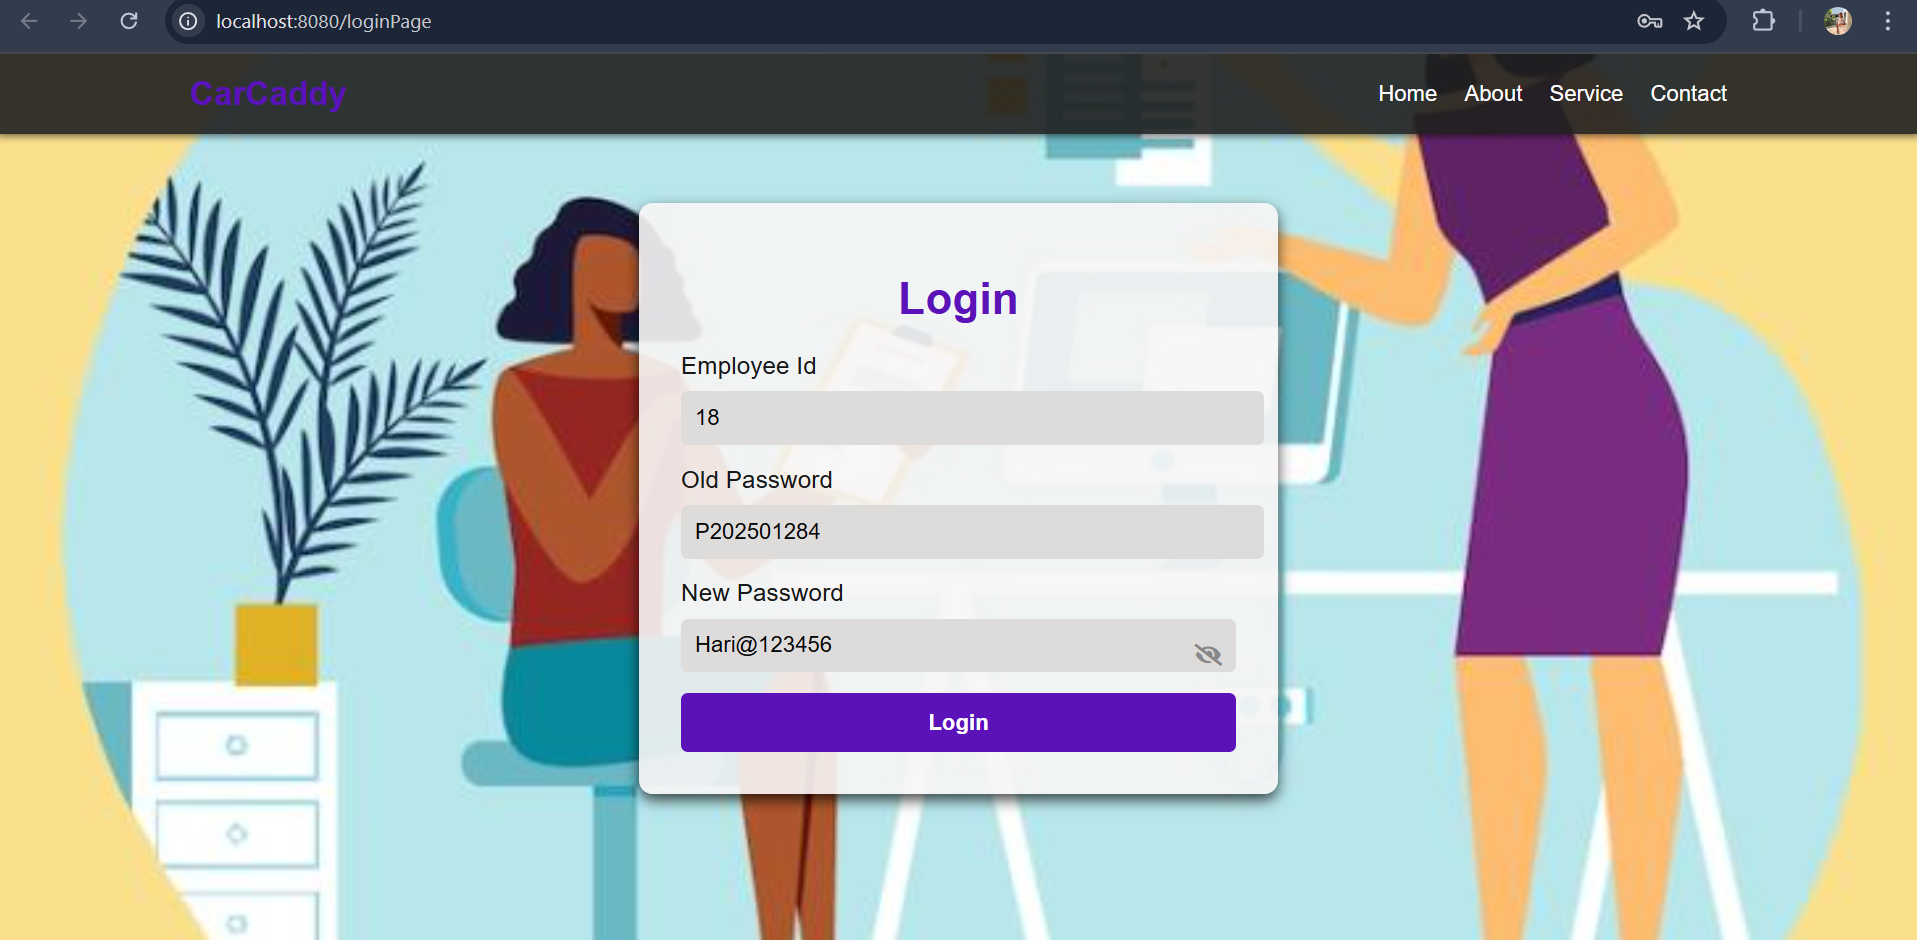 localhost:8080/loginPage
CarCaddy
Home About Service Contact
Login
Employee Id
18
Old Password
P202501284
New Password
Hari@123456
Login